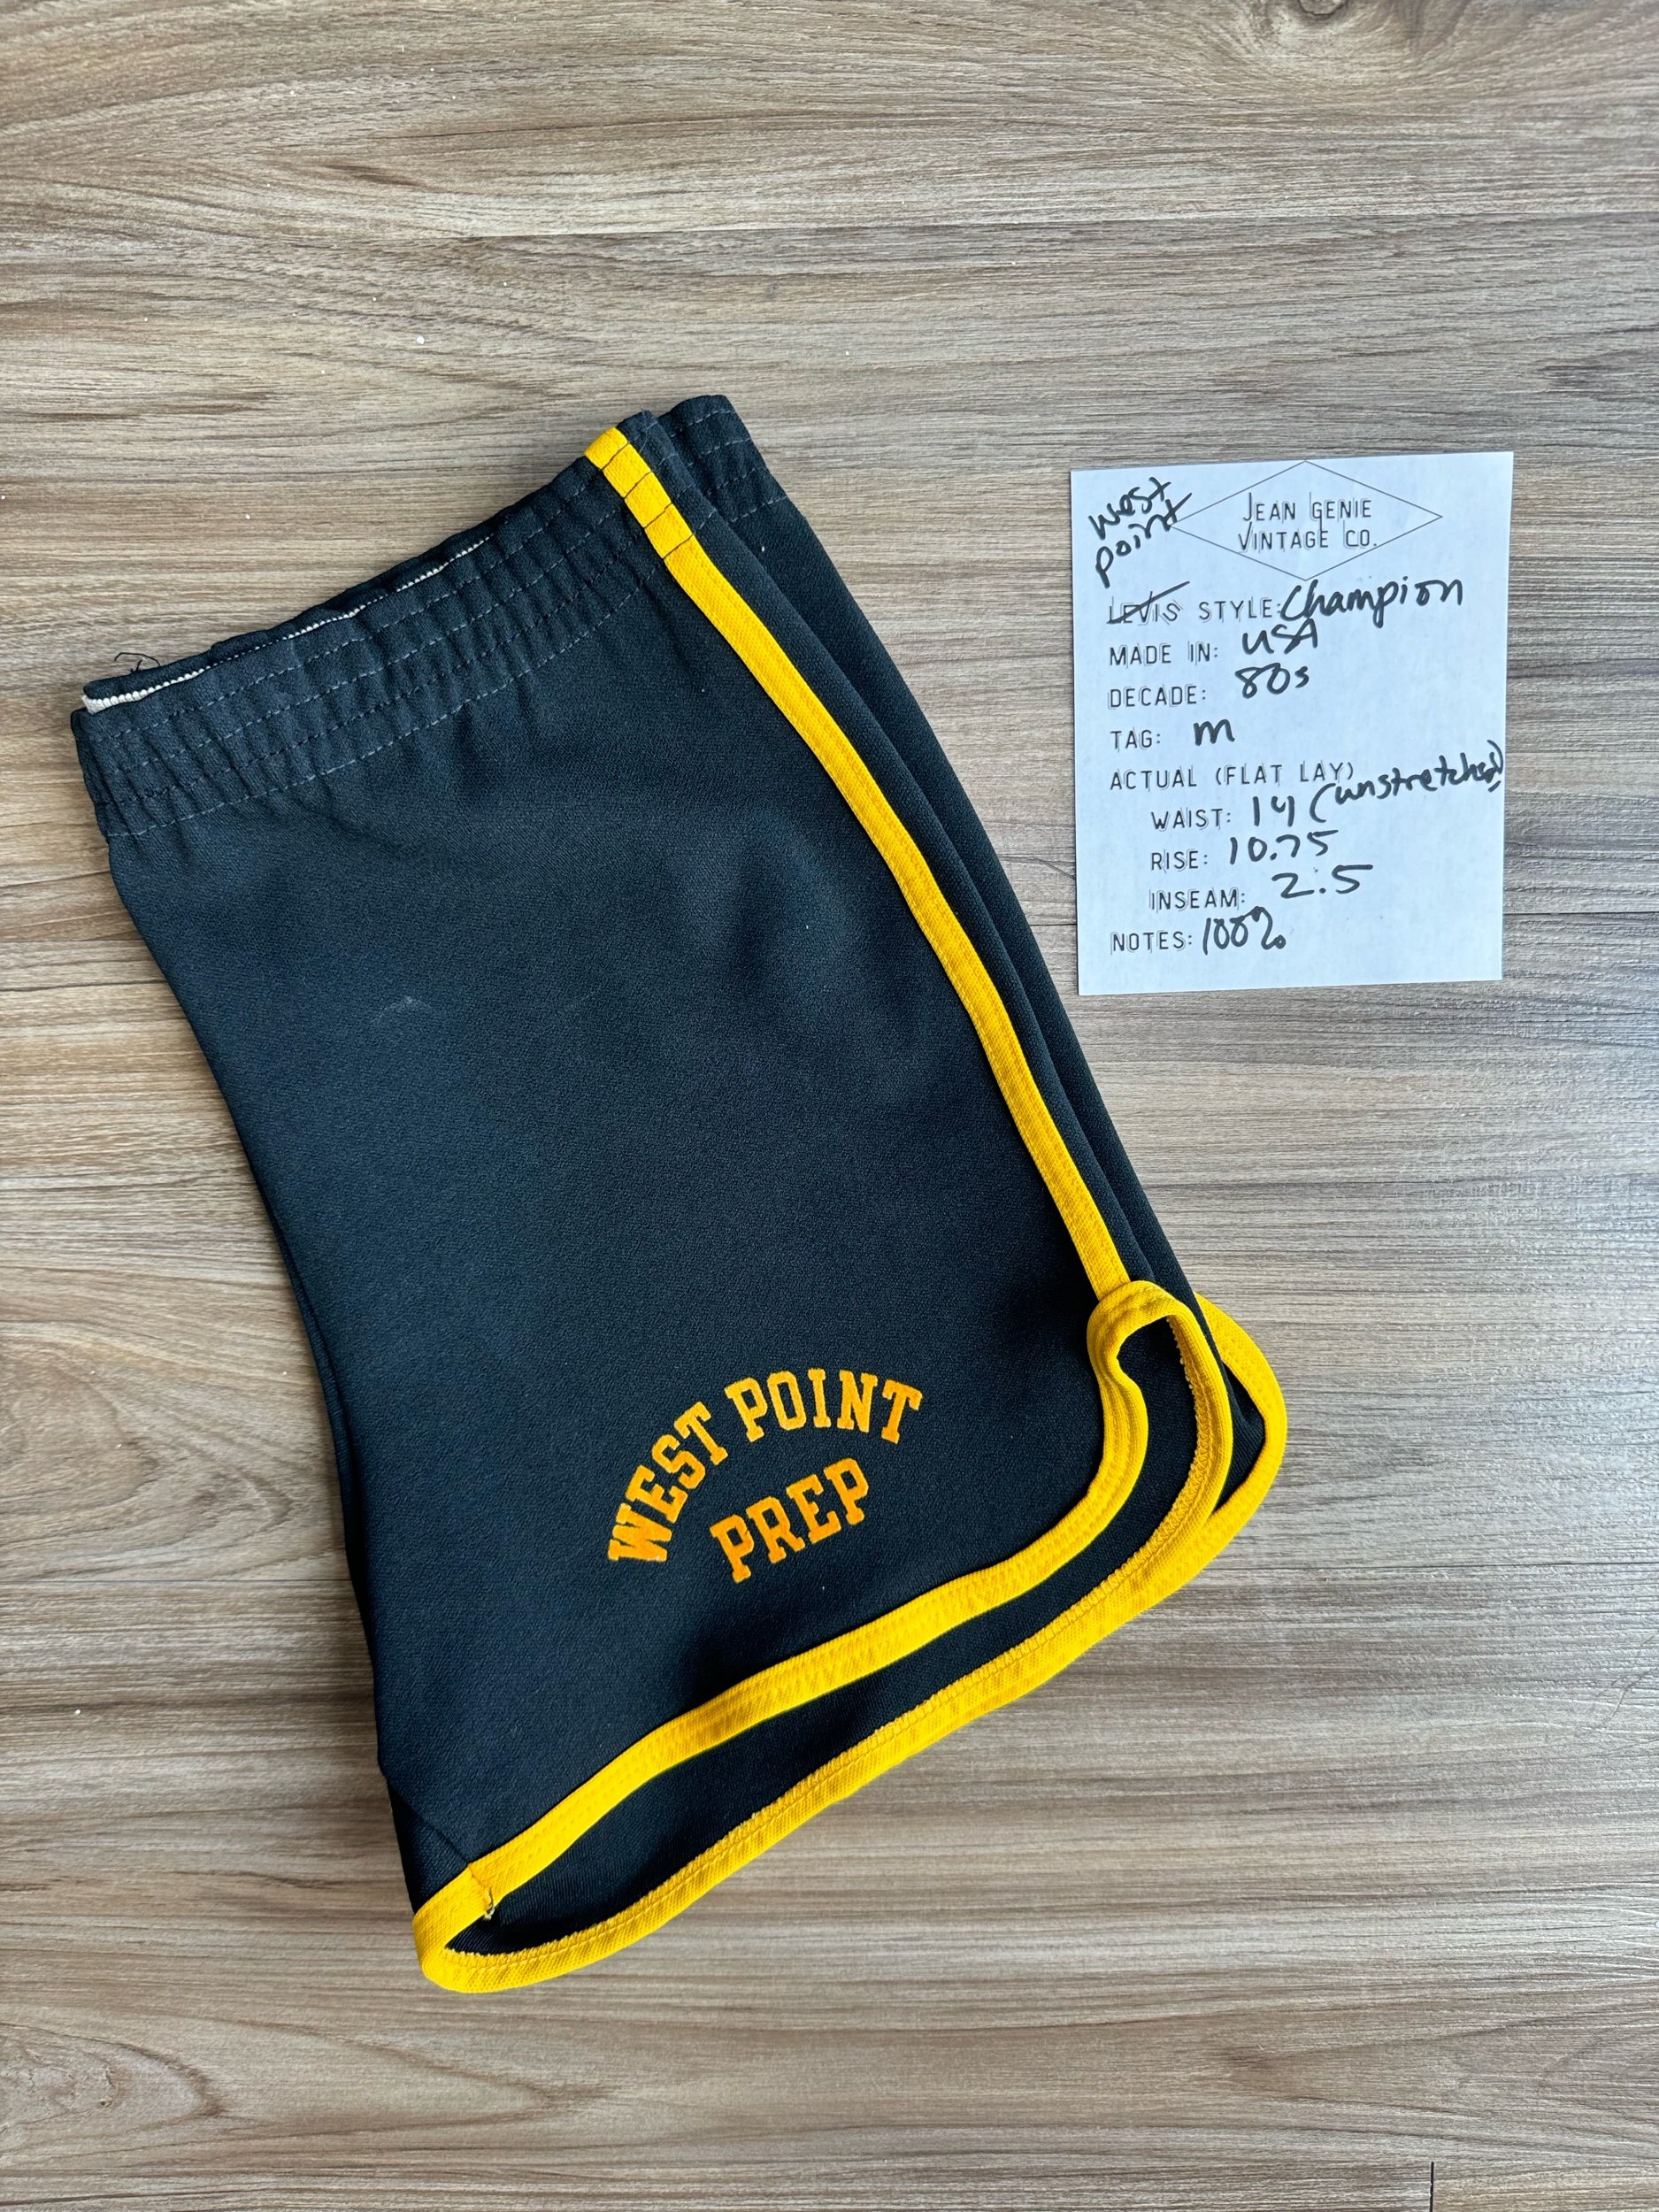 WEST POINT
PREP
West
point
JEAN GENIE
VINTAGE CO.
LEVIS STYLE: Champion
MADE IN: USA
DECADE: 80s
TAG: m
ACTUAL (FLAT LAY)
WAIST: 14 (unstretched)
RISE: 10.75
INSEAM: 2.5
NOTES: 100%